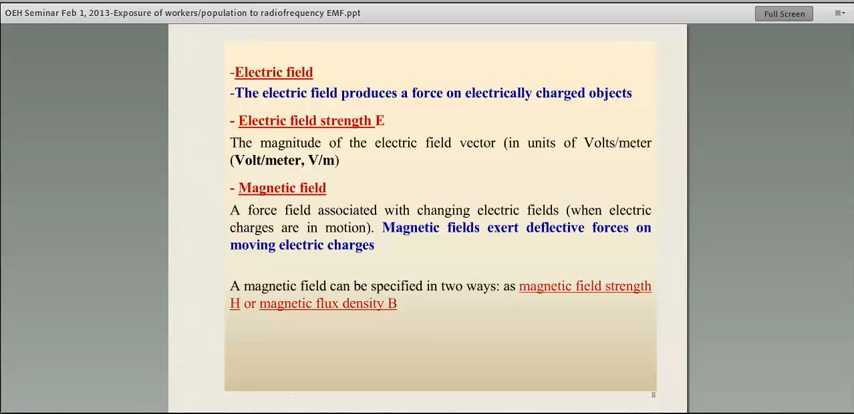 OEH Seminar Feb 1, 2013-Exposure of workers/population to radiofrequency EMF.ppt
Full Screen
-Electric field
-The electric field produces a force on electrically charged objects
- Electric field strength E
The magnitude of the electric field vector (in units of Volts/meter
(Volt/meter, V/m)
- Magnetic field
A force field associated with changing electric fields (when electric
charges are in motion). Magnetic fields exert deflective forces on
moving electric charges
A magnetic field can be specified in two ways: as magnetic field strength
H or magnetic flux density B
8